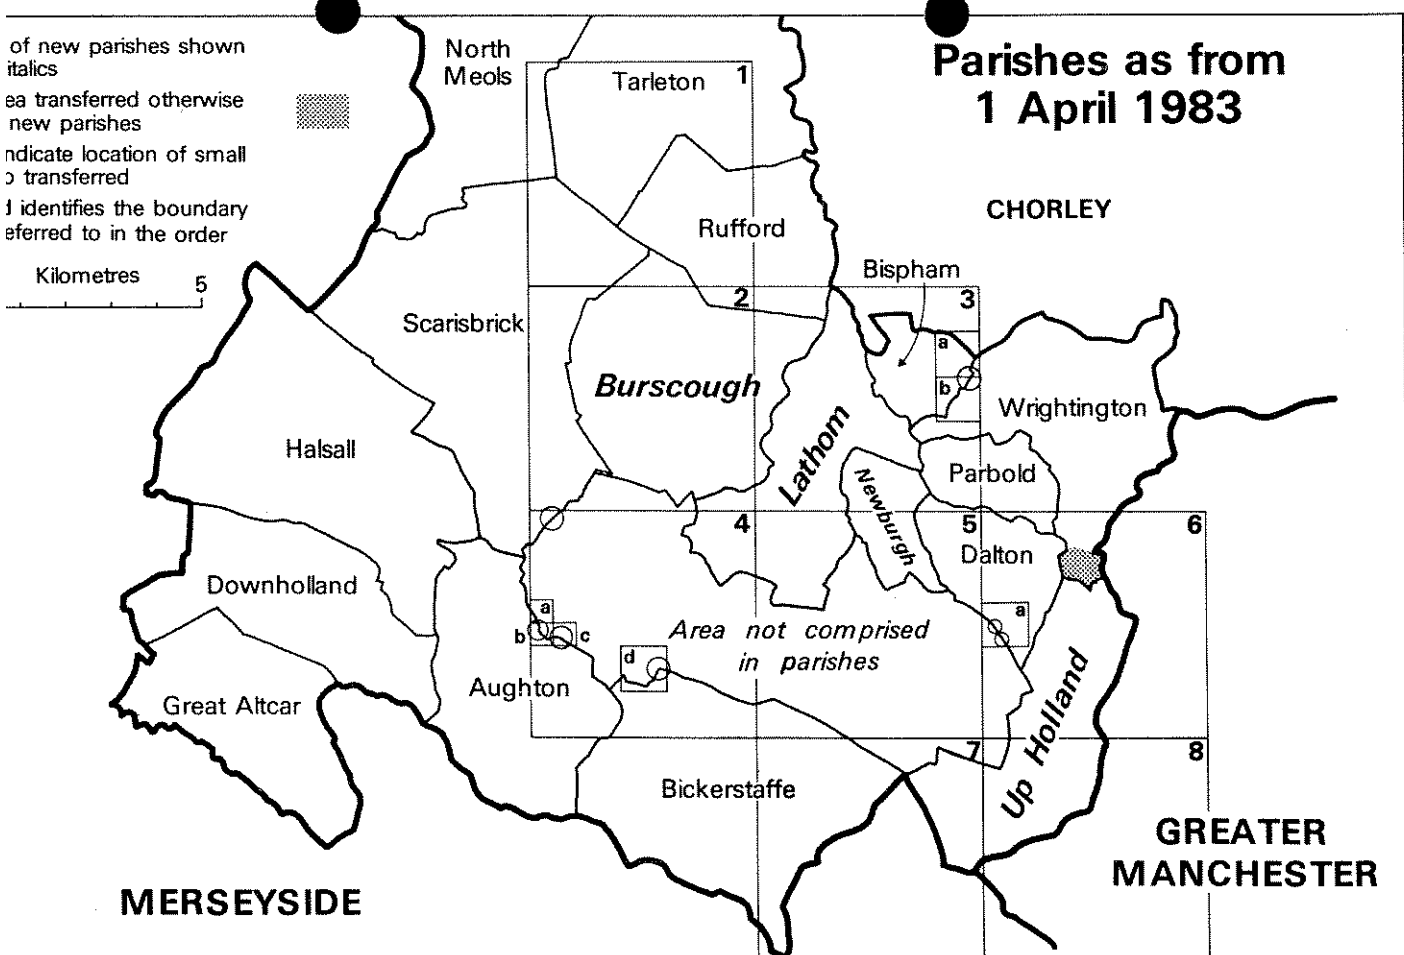 of new parishes shown
italics
ea transferred otherwise
new parishes
ndicate location of small
o transferred
d identifies the boundary
eferred to in the order
Kilometres
5
Parishes as from
1 April 1983
North
Meols
Tarleton
1
CHORLEY
Rufford
Bispham
2
3
Scarisbrick
a
Burscough
b
Wrightington
Lathom
Halsall
Parbold
Newburgh
4
5
6
Dalton
Downholland
a
a
b
c
Area not comprised
in parishes
d
Aughton
Great Altcar
Up Holland
7
8
Bickerstaffe
GREATER
MANCHESTER
MERSEYSIDE